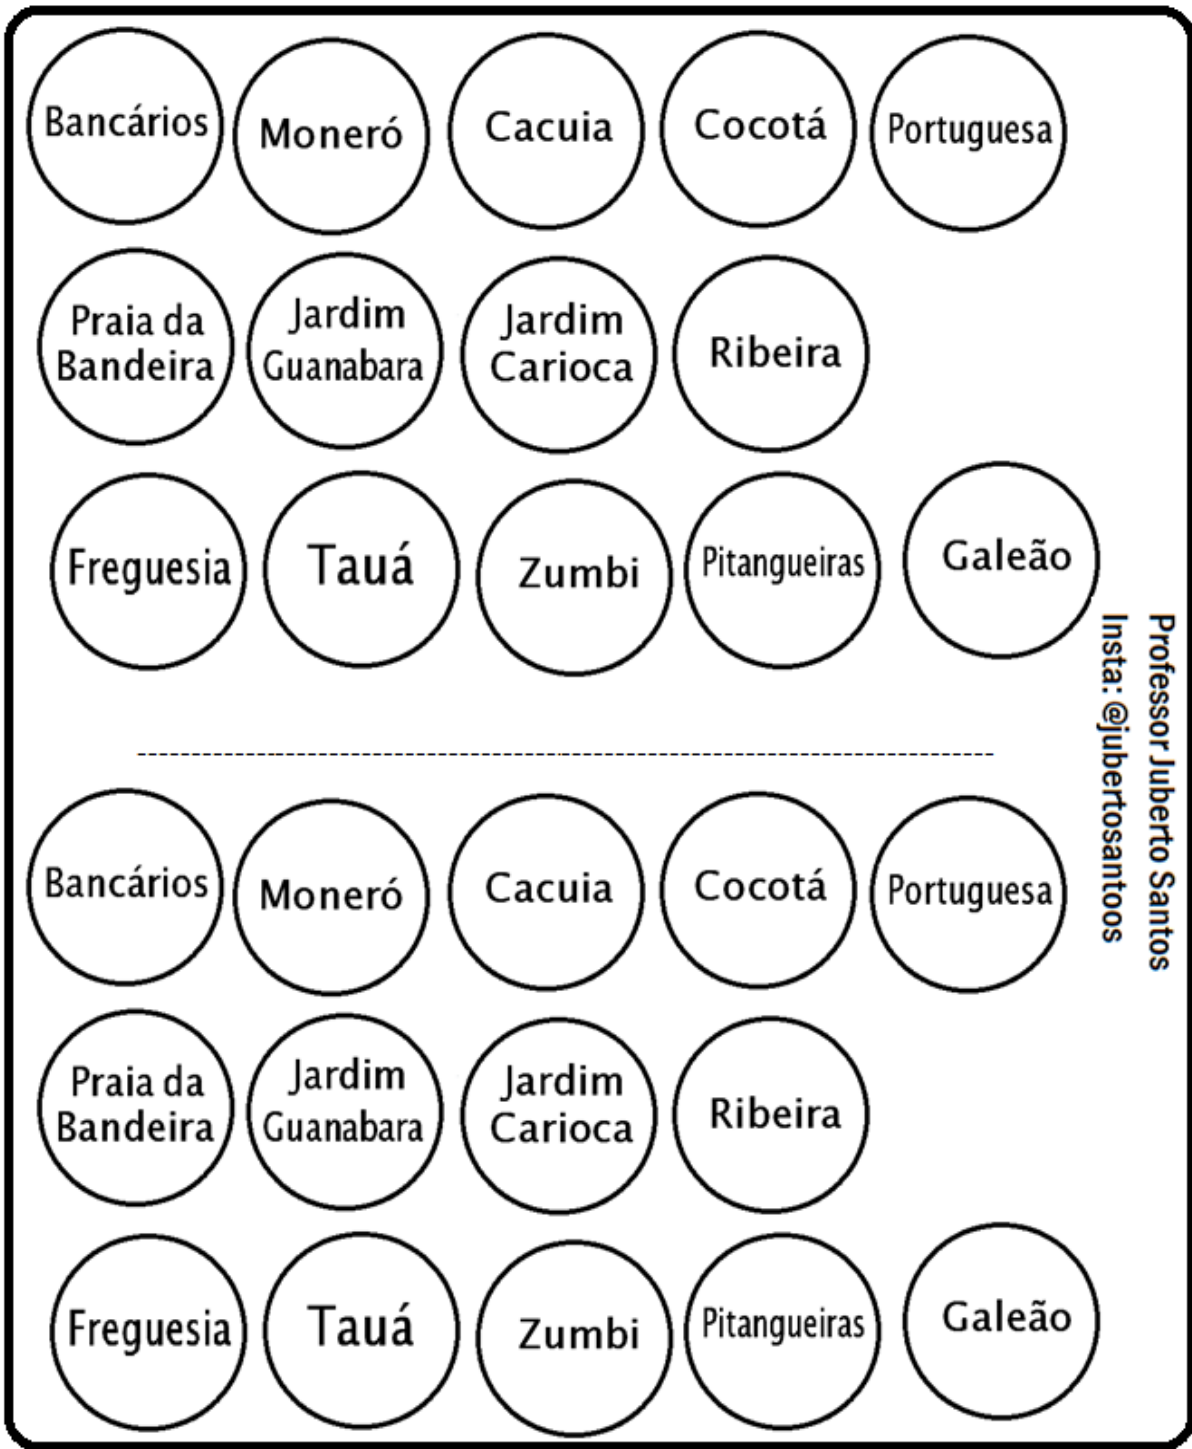 Bancários
Moneró
Cacuia
Cocotá
Portuguesa
Praia da
Bandeira
Jardim
Guanabara
Jardim
Carioca
Ribeira
Freguesia
Tauá
Zumbi
Pitangueiras
Galeão
Professor Juberto Santos
Insta: @jubertosantoos
Bancários
Moneró
Cacuia
Cocotá
Portuguesa
Praia da
Bandeira
Jardim
Guanabara
Jardim
Carioca
Ribeira
Freguesia
Tauá
Zumbi
Pitangueiras
Galeão